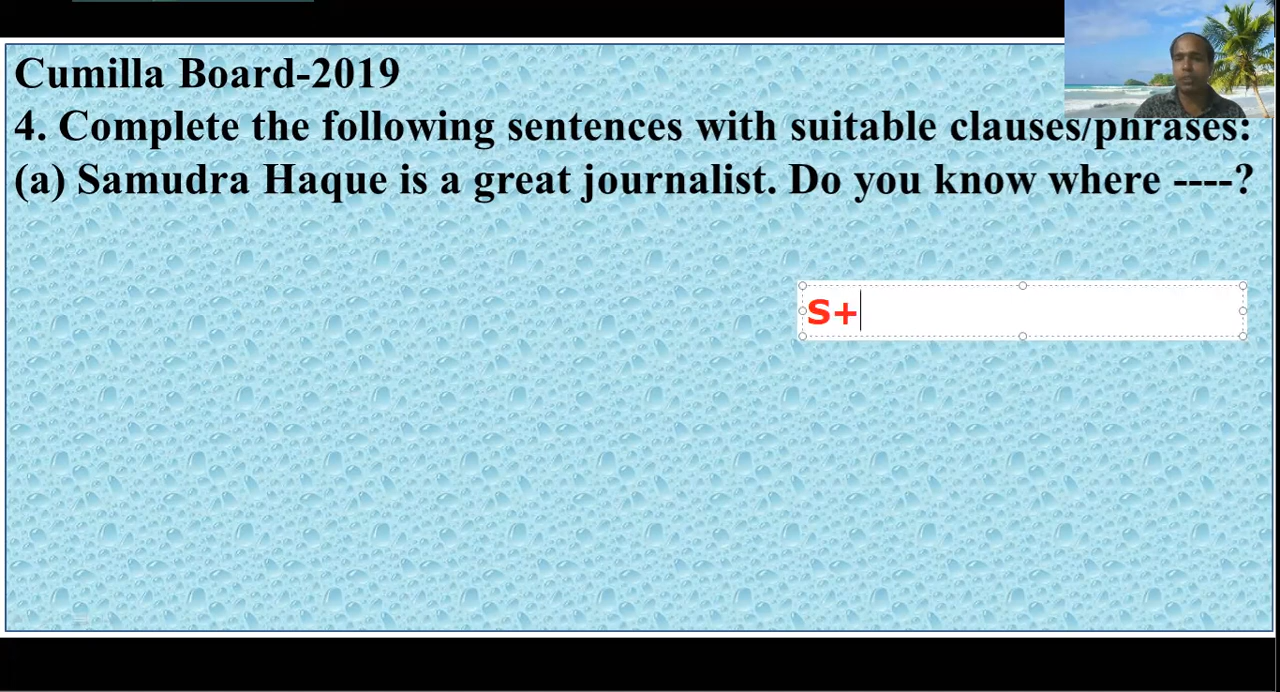 Cumilla Board-2019
4. Complete the following sentences with suitable clauses/phrases:
(a) Samudra Haque is a great journalist. Do you know where ----?
S+